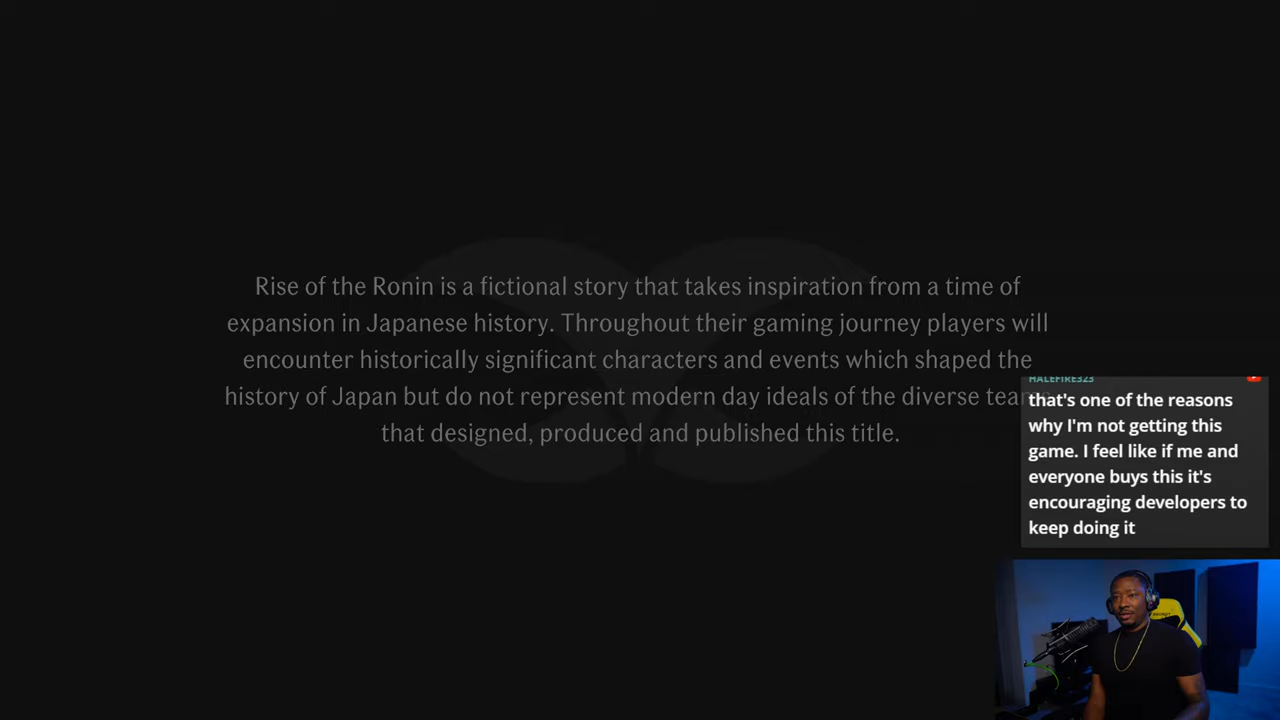 Rise of the Ronin is a fictional story that takes inspiration from a time of
expansion in Japanese history. Throughout their gaming journey players will
encounter historically significant characters and events which shaped the
history of Japan but do not represent modern day ideals of the diverse team
that designed, produced and published this title.
HALEFIRE323
that's one of the reasons
why I'm not getting this
game. I feel like if me and
everyone buys this it's
encouraging developers to
keep doing it